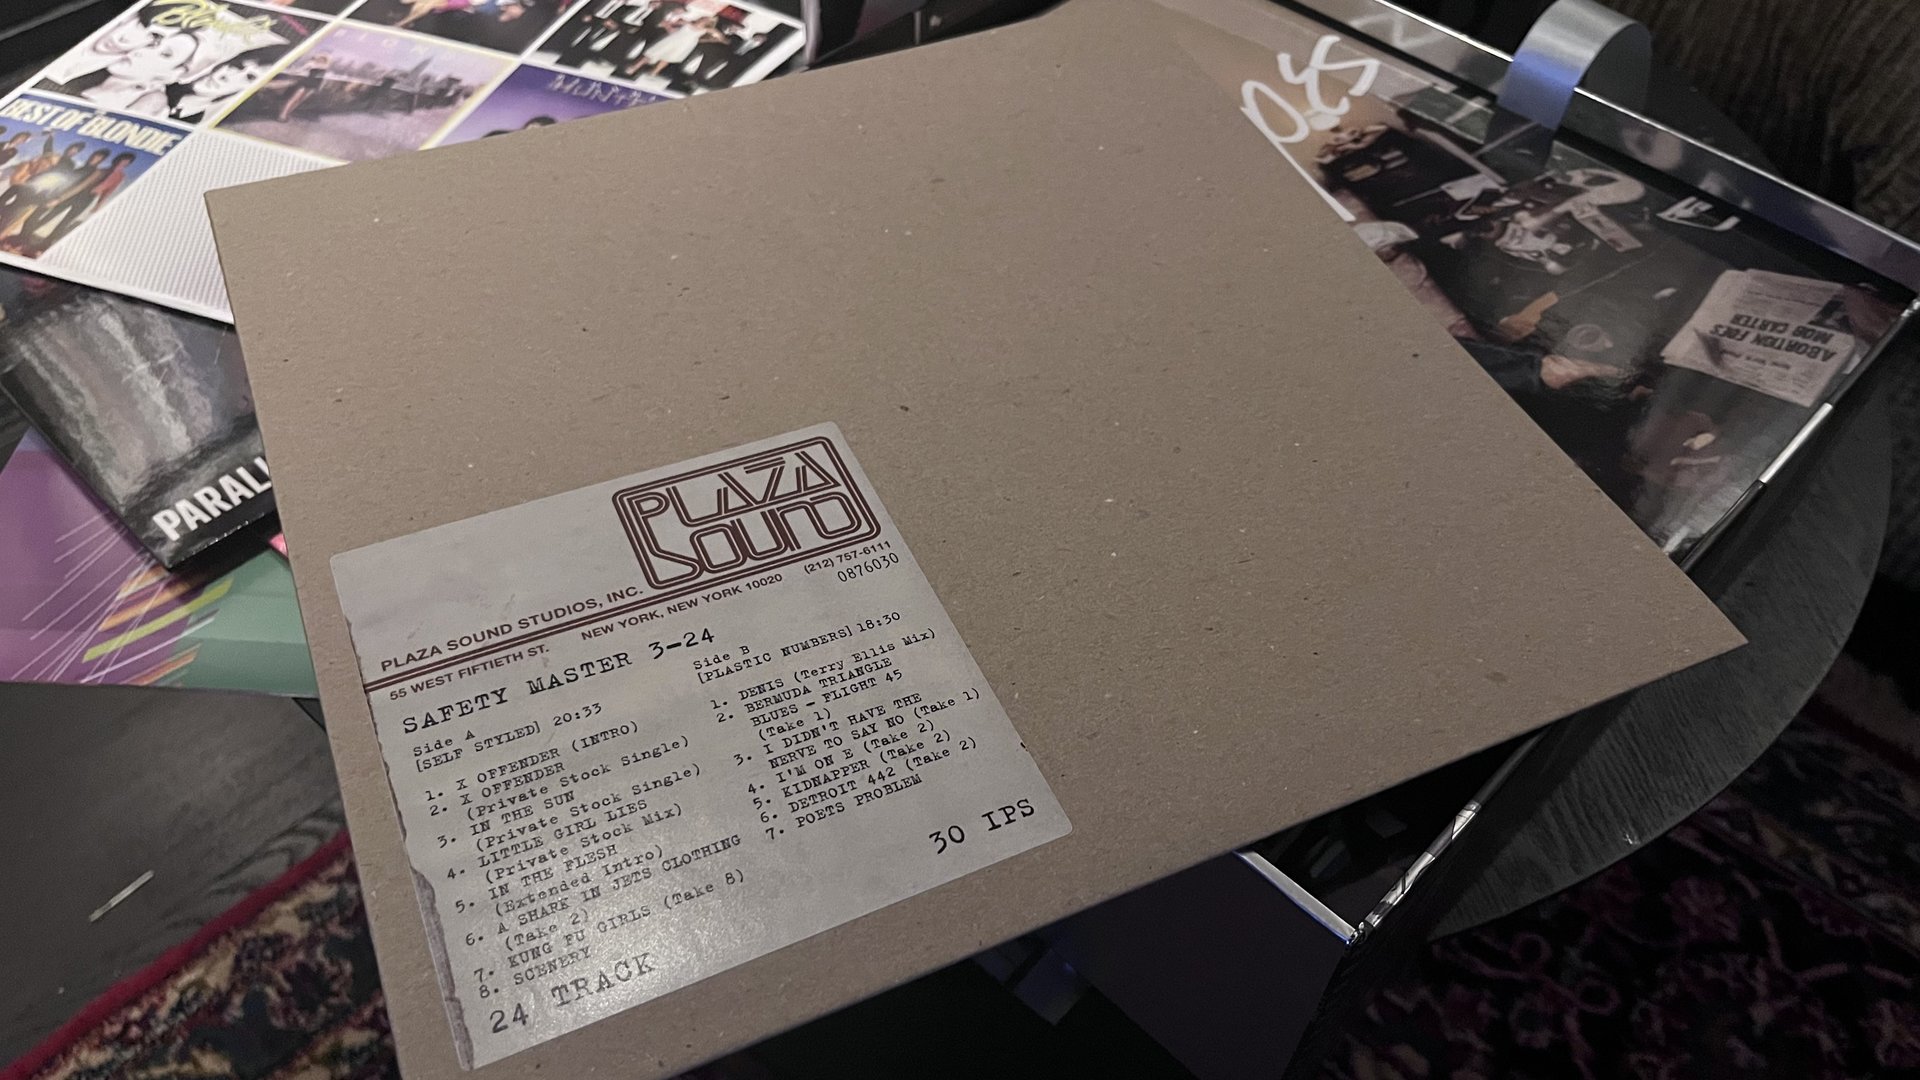 Blondie
BEST OF BLONDIE
PARALL
P.S.
ABORTION FOES
MOB CARTER
PLAZA
SOUND
PLAZA SOUND STUDIOS, INC.
55 WEST FIFTIETH ST.
NEW YORK, NEW YORK 10020
(212) 757-6111
0876030
SAFETY MASTER 3-24
Side A
[SELF STYLED] 20:33
1. X OFFENDER (INTRO)
2. X OFFENDER
(Private Stock Single)
3. IN THE SUN
(Private Stock Single)
4. LITTLE GIRL LIES
(Private Stock Mix)
5. IN THE FLESH
(Extended Intro)
6. A SHARK IN JETS CLOTHING
(Take 2)
7. KUNG FU GIRLS (Take 8)
8. SCENERY
Side B
[PLASTIC NUMBERS] 18:30
1. DENIS (Terry Ellis Mix)
2. BERMUDA TRIANGLE
BLUES - FLIGHT 45
(Take 1)
3. I DIDN'T HAVE THE
NERVE TO SAY NO (Take 1)
4. I'M ON E (Take 2)
5. KIDNAPPER (Take 2)
6. DETROIT 442 (Take 2)
7. POETS PROBLEM
24 TRACK
30 IPS